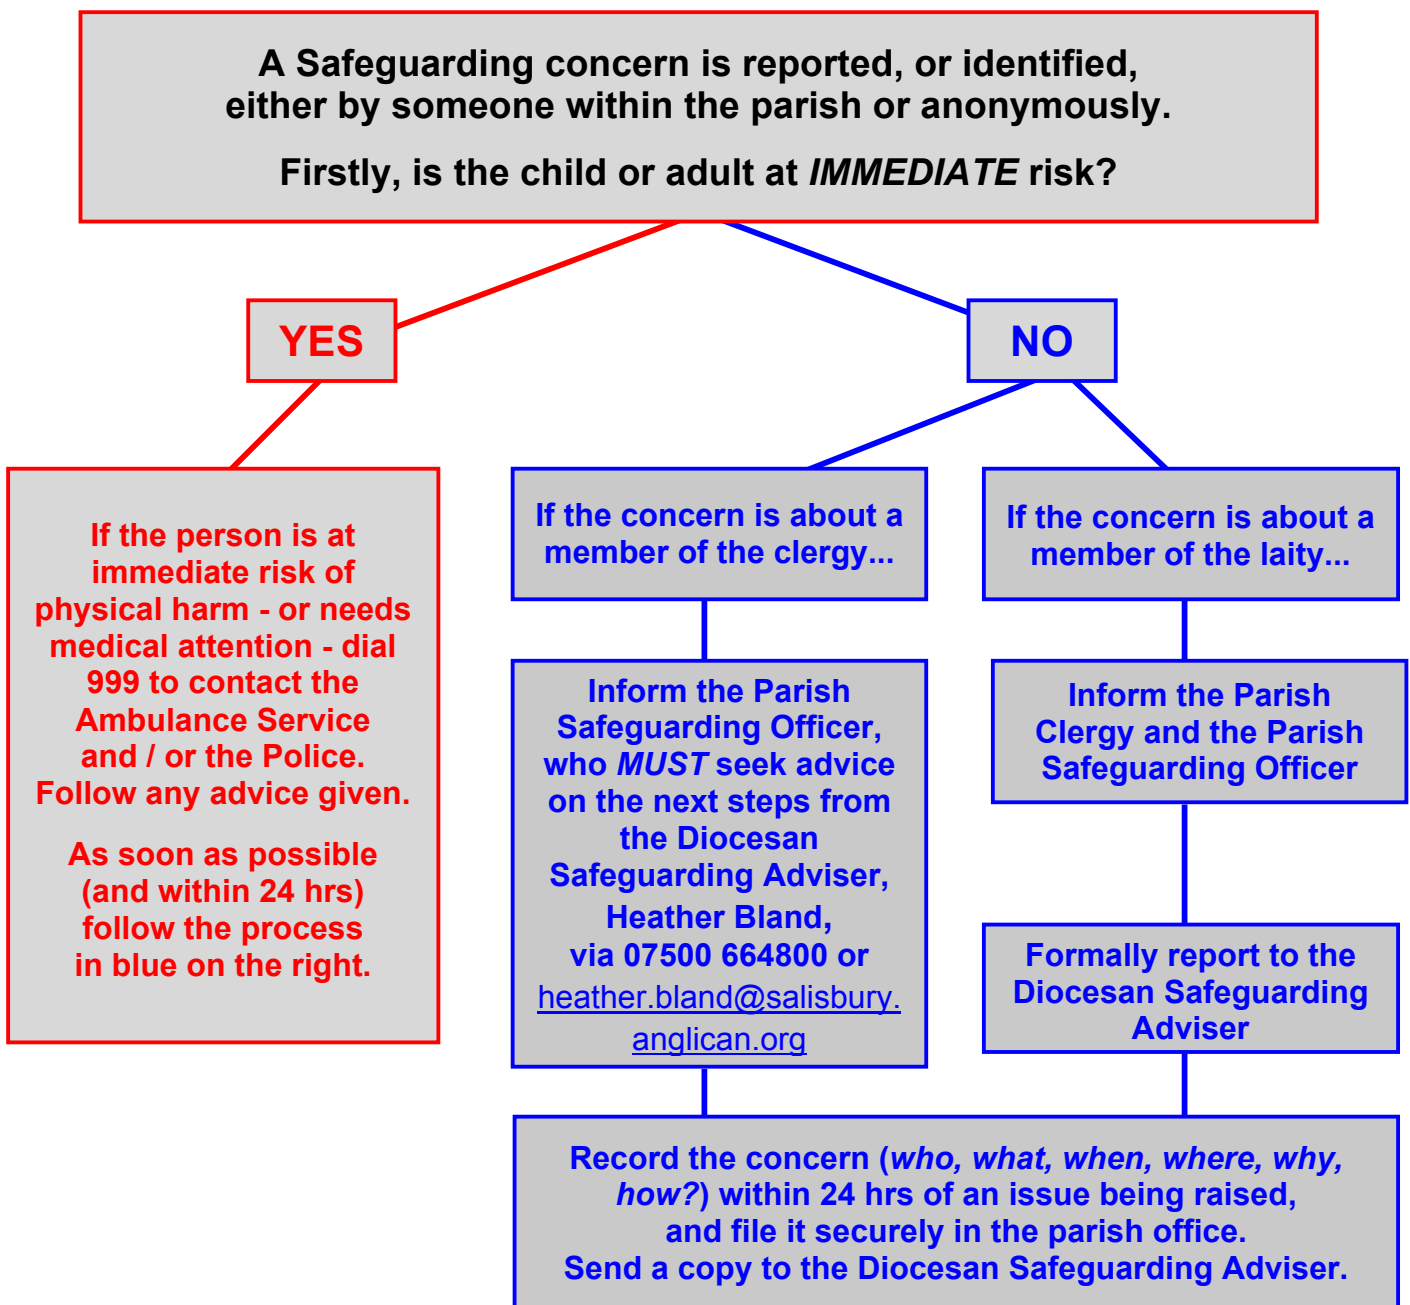 A Safeguarding concern is reported, or identified,
either by someone within the parish or anonymously.
Firstly, is the child or adult at IMMEDIATE risk?
YES
NO
If the person is at
immediate risk of
physical harm - or needs
medical attention - dial
999 to contact the
Ambulance Service
and / or the Police.
Follow any advice given.
As soon as possible
(and within 24 hrs)
follow the process
in blue on the right.
If the concern is about a
member of the clergy...
Inform the Parish
Safeguarding Officer,
who MUST seek advice
on the next steps from
the Diocesan
Safeguarding Adviser,
Heather Bland,
via 07500 664800 or
heather.bland@salisbury.
anglican.org
If the concern is about a
member of the laity...
Inform the Parish
Clergy and the Parish
Safeguarding Officer
Formally report to the
Diocesan Safeguarding
Adviser
Record the concern (who, what, when, where, why,
how?) within 24 hrs of an issue being raised,
and file it securely in the parish office.
Send a copy to the Diocesan Safeguarding Adviser.